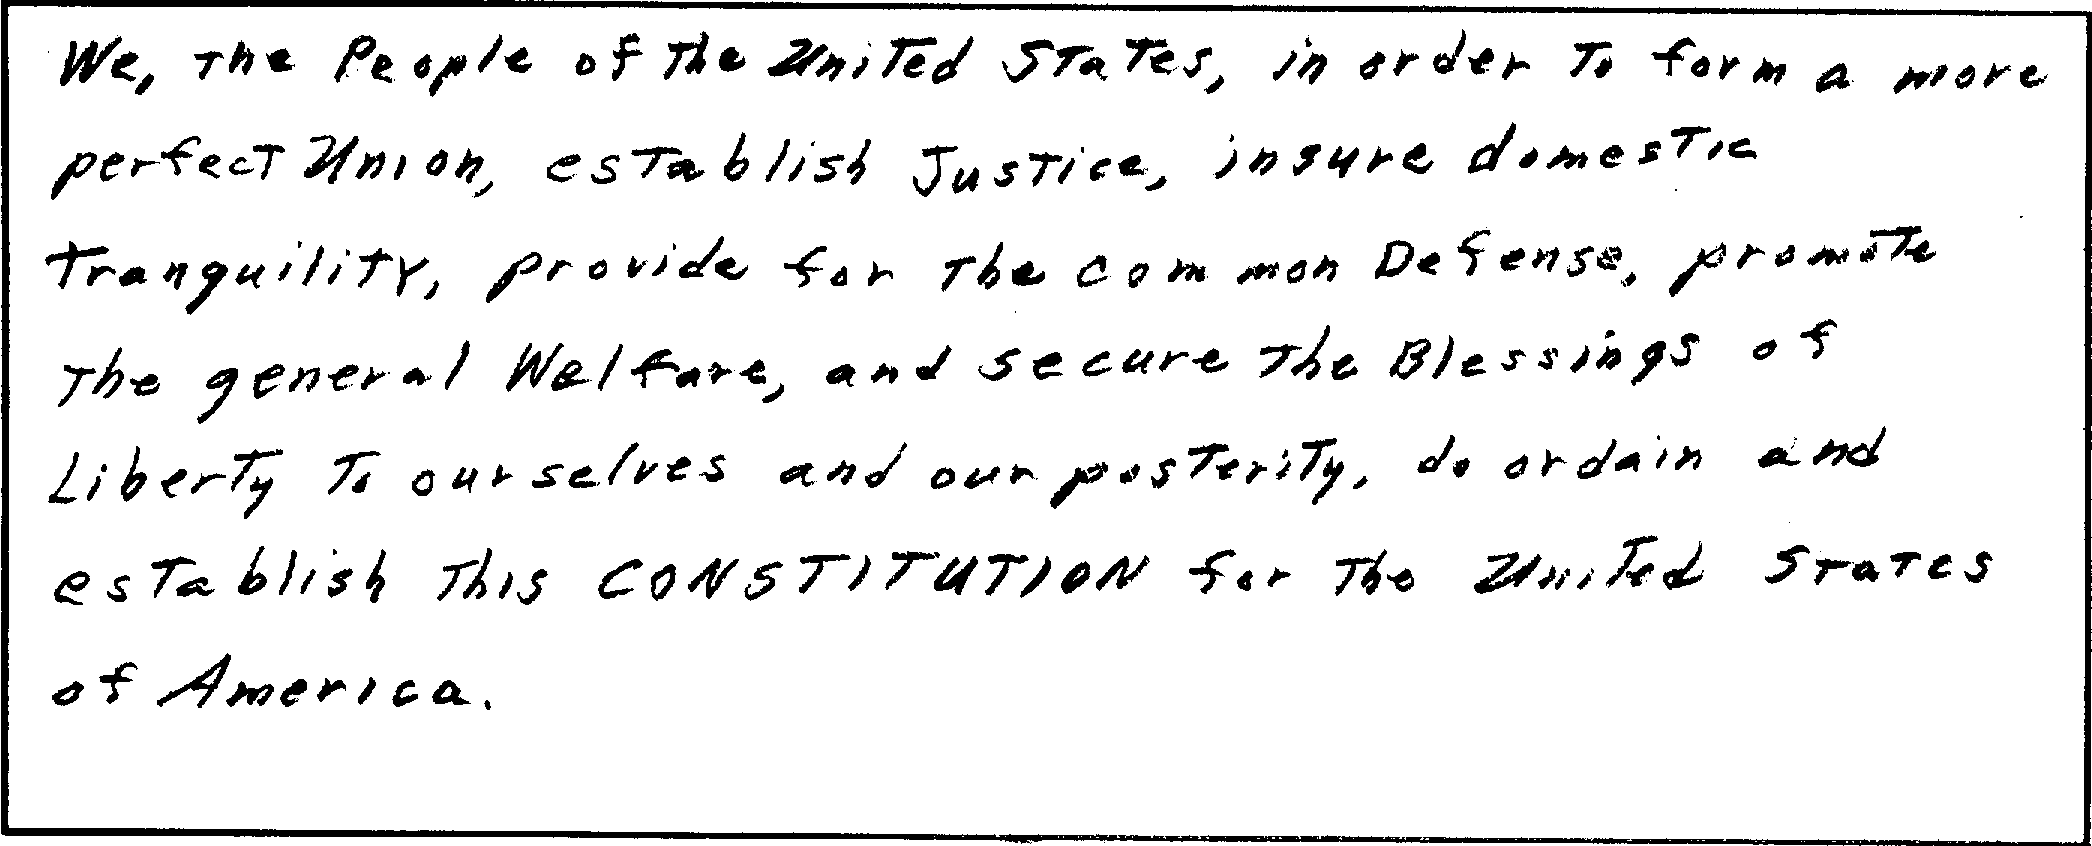 We, the People of the United States, in order to form a more
perfect Union, establish Justice, insure domestic
Tranquility, provide for the common Defense, promote
the general Welfare, and secure the Blessings of
Liberty to ourselves and our posterity, do ordain and
establish this CONSTITUTION for the United States
of America.